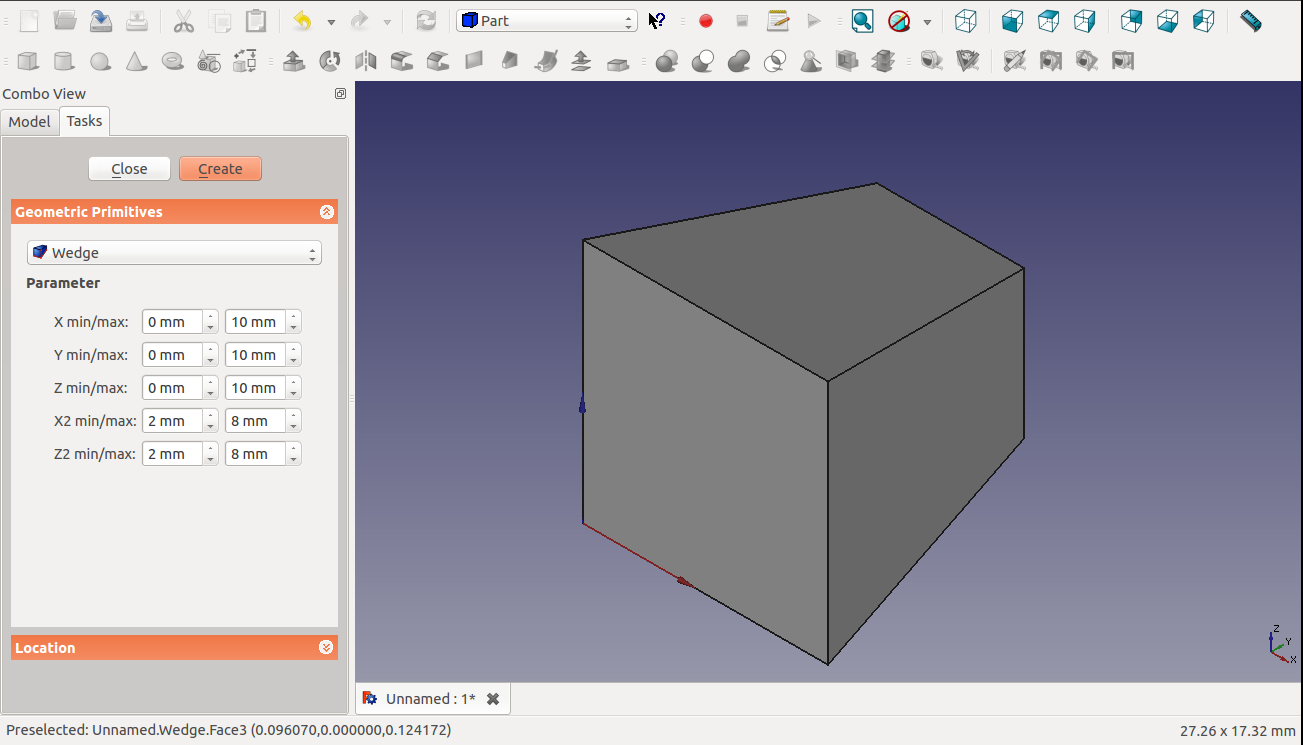 Part
Combo View
Model Tasks
Close Create
Geometric Primitives
Wedge
Parameter
X min/max: 0 mm 10 mm
Y min/max: 0 mm 10 mm
Z min/max: 0 mm 10 mm
X2 min/max: 2 mm 8 mm
Z2 min/max: 2 mm 8 mm
Location
Z
Y
X
Unnamed : 1*
Preselected: Unnamed.Wedge.Face3 (0.096070,0.000000,0.124172) 27.26 x 17.32 mm